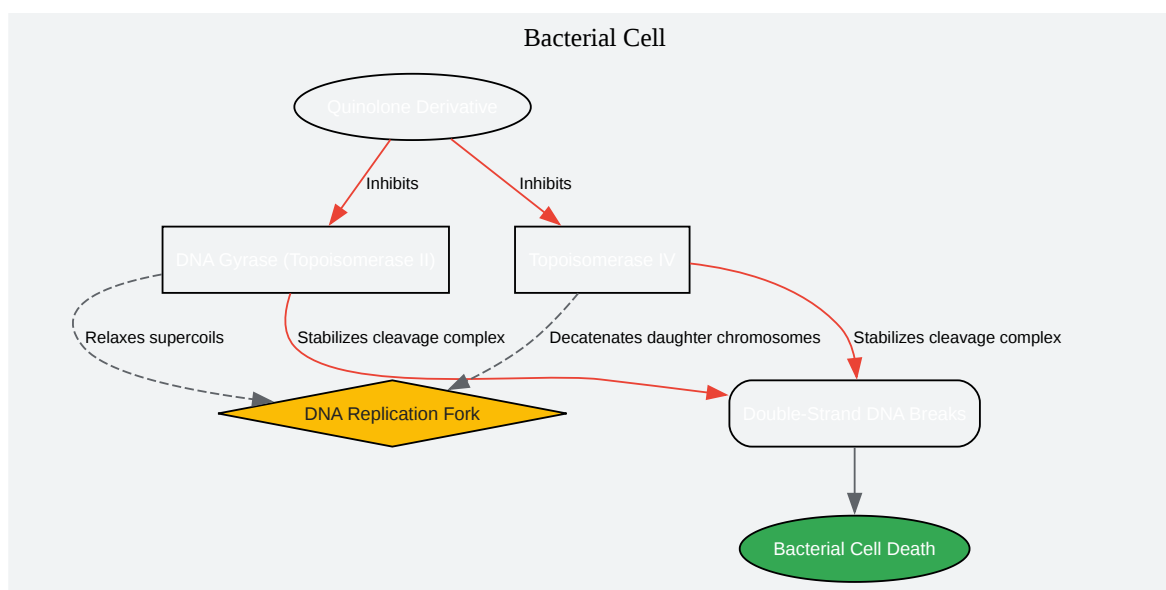 Bacterial Cell
Quinolone Derivative
Inhibits
Inhibits
DNA Gyrase (Topoisomerase II)
Topoisomerase IV
Relaxes supercoils
Stabilizes cleavage complex
Decatenates daughter chromosomes
Stabilizes cleavage complex
DNA Replication Fork
Double-Strand DNA Breaks
Bacterial Cell Death